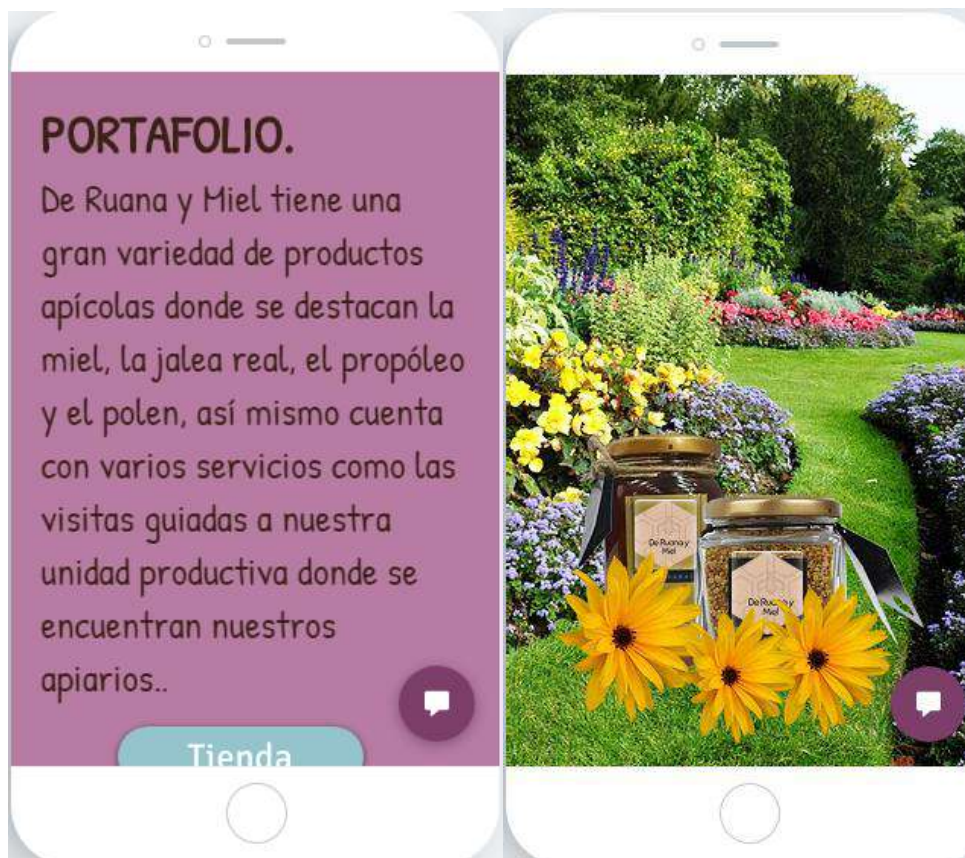 PORTAFOLIO.
De Ruana y Miel tiene una
gran variedad de productos
apícolas donde se destacan la
miel, la jalea real, el propóleo
y el polen, así mismo cuenta
con varios servicios como las
visitas guiadas a nuestra
unidad productiva donde se
encuentran nuestros
apiarios..
Tienda
De Ruana y
Miel
De Ruana y
Miel